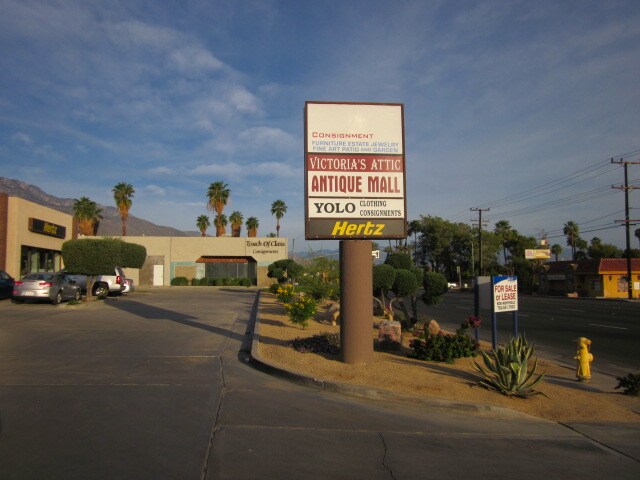 CONSIGNMENT
FURNITURE ESTATE JEWELRY
FINE ART PATIO AND GARDEN
VICTORIA'S ATTIC
ANTIQUE MALL
YOLO CLOTHING CONSIGNMENTS
Hertz
Hertz
Touch Of Class
Consignments
FOR SALE
or LEASE